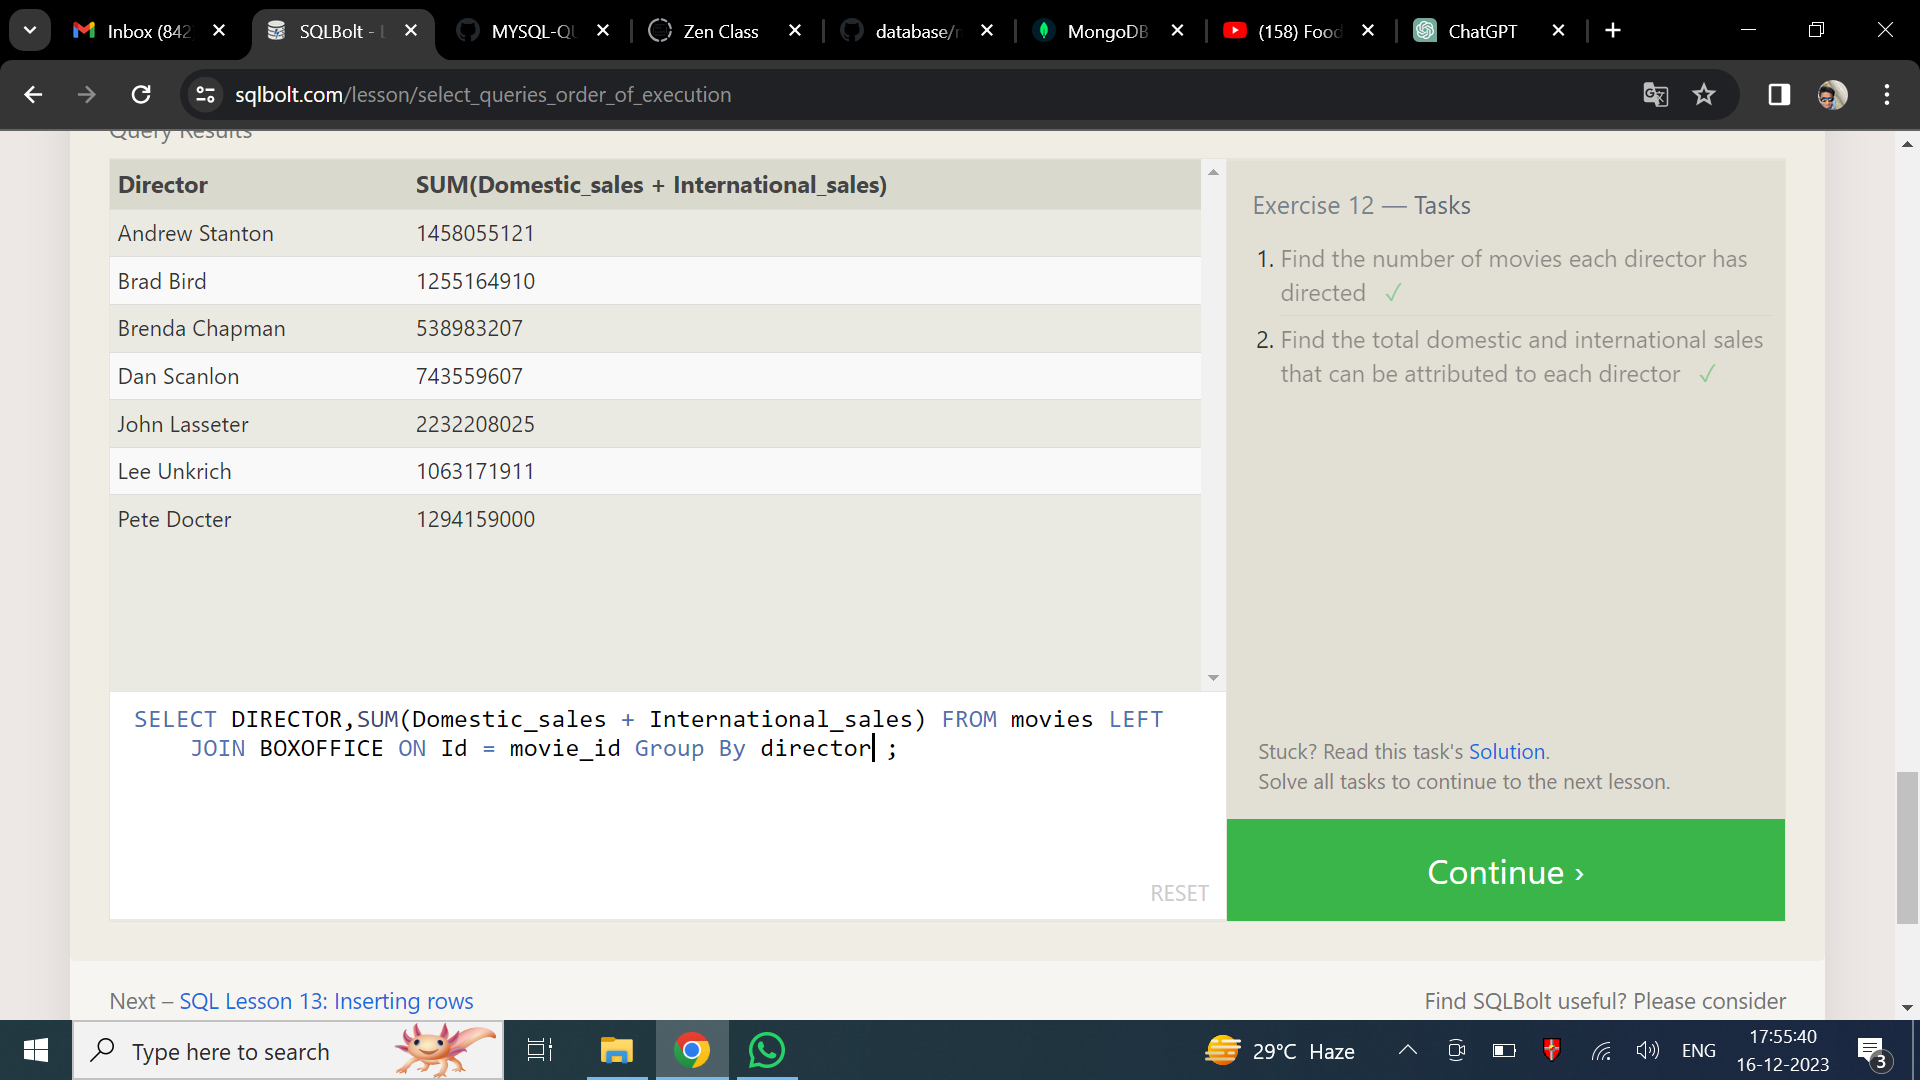 Inbox (842
SQLBolt - L
MYSQL-QU
Zen Class
database/m
MongoDB
(158) Food
ChatGPT
sqlbolt.com/lesson/select_queries_order_of_execution
Query Results
Director SUM(Domestic_sales + International_sales)
Andrew Stanton 1458055121
Brad Bird 1255164910
Brenda Chapman 538983207
Dan Scanlon 743559607
John Lasseter 2232208025
Lee Unkrich 1063171911
Pete Docter 1294159000
SELECT DIRECTOR,SUM(Domestic_sales + International_sales) FROM movies LEFT
JOIN BOXOFFICE ON Id = movie_id Group By director ;
RESET
Exercise 12 — Tasks
1. Find the number of movies each director has
directed ✓
2. Find the total domestic and international sales
that can be attributed to each director ✓
Stuck? Read this task's Solution.
Solve all tasks to continue to the next lesson.
Continue ›
Next – SQL Lesson 13: Inserting rows
Find SQLBolt useful? Please consider
Type here to search
29°C Haze
ENG
17:55:40
16-12-2023
3